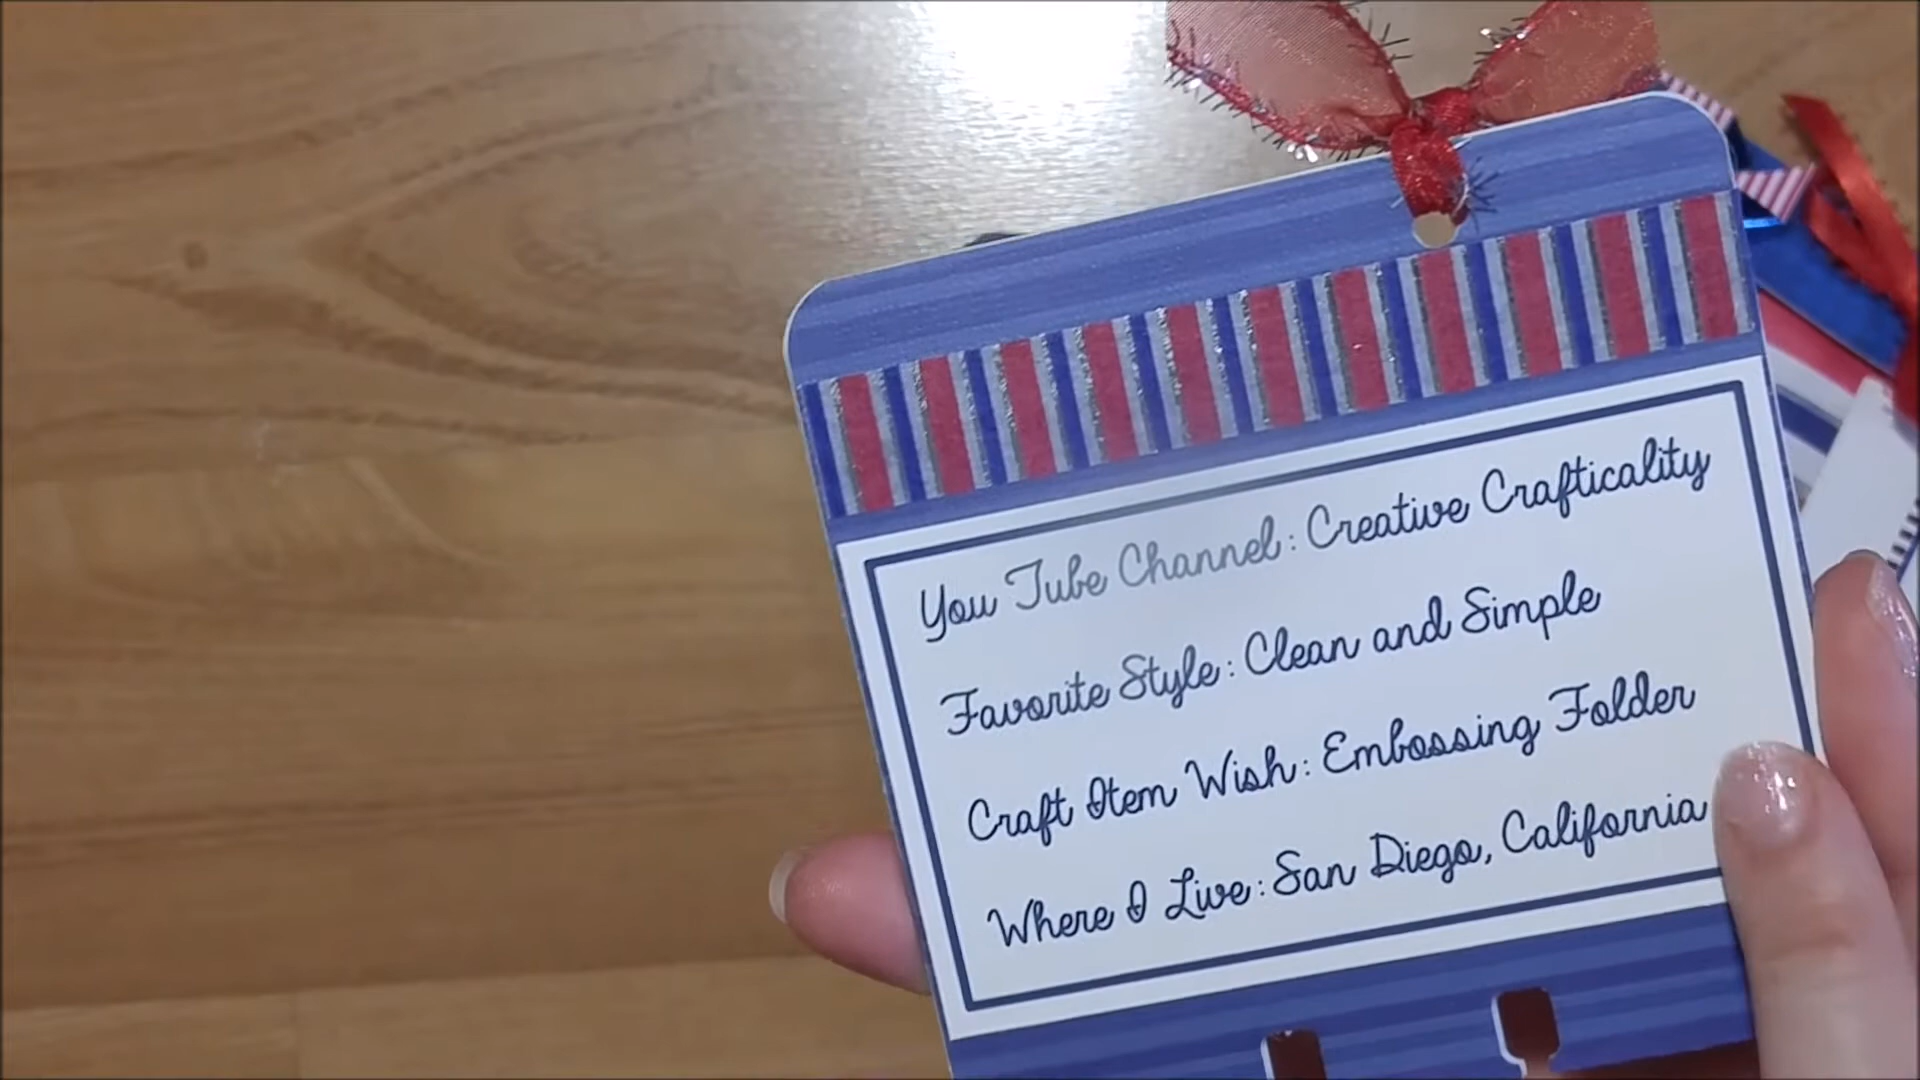 You Tube Channel: Creative Crafticality
Favorite Style: Clean and Simple
Craft Item Wish: Embossing Folder
Where I Live: San Diego, California